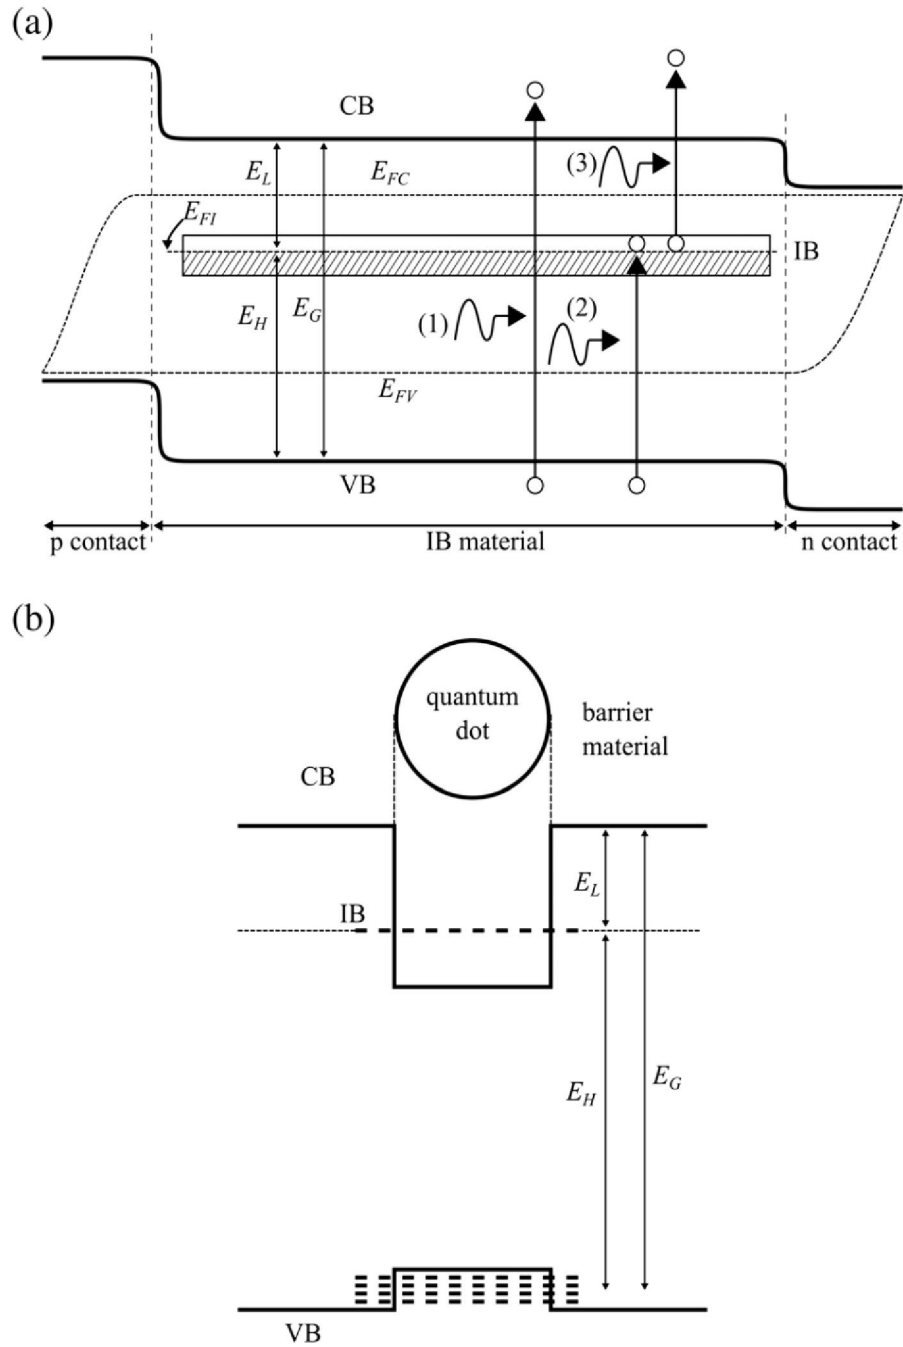 (a)
CB
(3)
E_L
E_FC
E_FI
IB
E_H
E_G
(1)
(2)
E_FV
VB
p contact
IB material
n contact
(b)
quantum
dot
barrier
material
CB
E_L
IB
E_H
E_G
VB